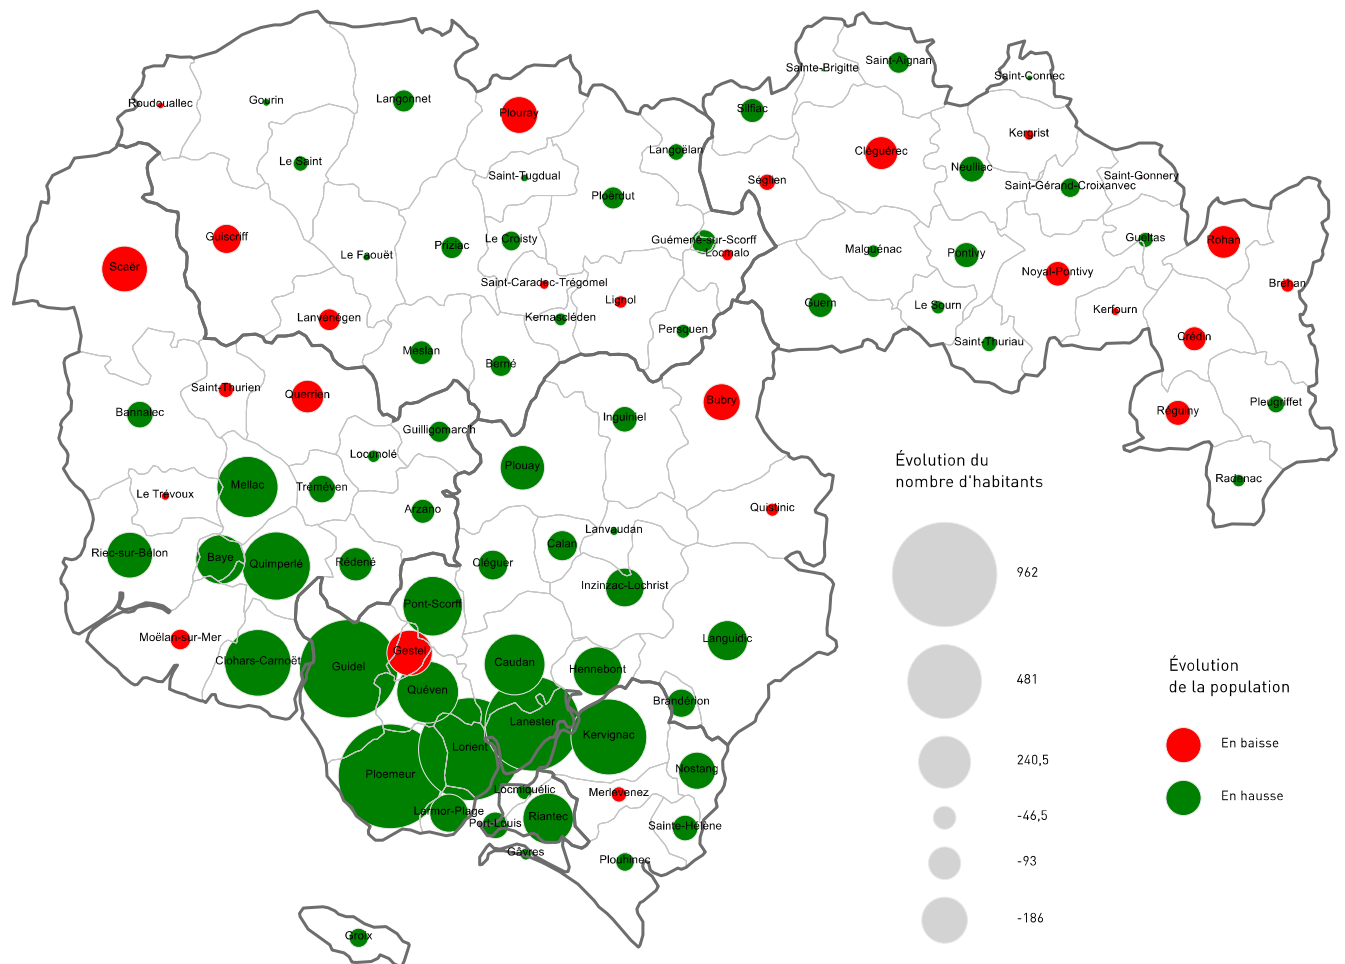 Sainte-Brigitte
Saint-Aignan
Saint-Connec
Roudouallec
Gourin
Langonnet
Plouray
Silfiac
Kergrist
Le Saint
Langoëlan
Cléguérec
Neulliac
Saint-Gonnery
Saint-Tugdual
Séglien
Saint-Gérand-Croixanvec
Ploerdut
Guiscriff
Le Faouët
Priziac
Le Croisty
Guémené-sur-Scorff
Locmalo
Malguénac
Pontivy
Gueltas
Rohan
Scaër
Saint-Caradec-Trégomel
Noyal-Pontivy
Bréhan
Lanvenégen
Kernascléden
Lignol
Persquen
Guern
Le Sourn
Kerfourn
Saint-Thuriau
Crédin
Meslan
Berné
Saint-Thurien
Querrien
Bubry
Bannalec
Inguiniel
Réguiny
Pleugriffet
Guilligomarc'h
Locunolé
Plouay
Radenac
Mellac
Tréméven
Le Trévoux
Arzano
Quistinic
Lanvaudan
Riec-sur-Bélon
Baye
Quimperlé
Rédené
Cléguer
Calan
Inzinzac-Lochrist
Pont-Scorff
Moëlan-sur-Mer
Clohars-Carnoët
Guidel
Gestel
Caudan
Hennebont
Languidic
Quéven
Brandérion
Lanester
Kervignac
Lorient
Ploemeur
Nostang
Locmiquélic
Merlevenez
Larmor-Plage
Port-Louis
Riantec
Sainte-Hélène
Gâvres
Plouhinec
Groix
Évolution du
nombre d'habitants
962
481
240,5
-46,5
-93
-186
Évolution
de la population
En baisse
En hausse